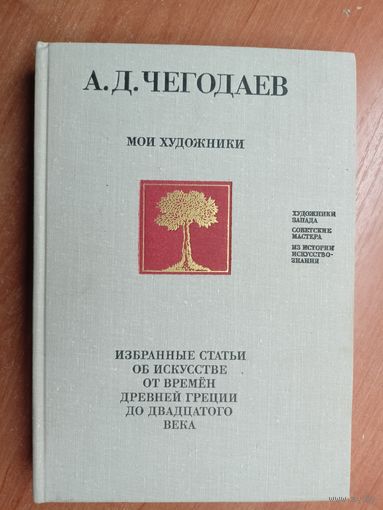 А. Д. ЧЕГОДАЕВ
МОИ ХУДОЖНИКИ
ХУДОЖНИКИ
ЗАПАДА
СОВЕТСКИЕ
МАСТЕРА
ИЗ ИСТОРИИ
ИСКУССТВО-
ЗНАНИЯ
ИЗБРАННЫЕ СТАТЬИ
ОБ ИСКУССТВЕ
ОТ ВРЕМЁН
ДРЕВНЕЙ ГРЕЦИИ
ДО ДВАДЦАТОГО
ВЕКА